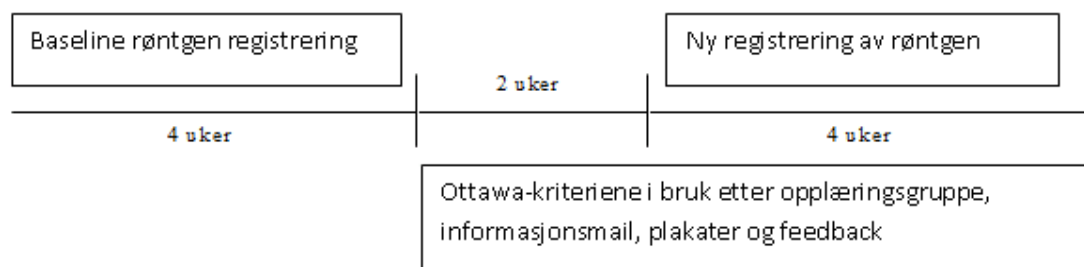 Baseline røntgen registrering
Ny registrering av røntgen
2 uker
4 uker
4 uker
Ottawa-kriteriene i bruk etter opplæringsgruppe,
informasjonsmail, plakater og feedback